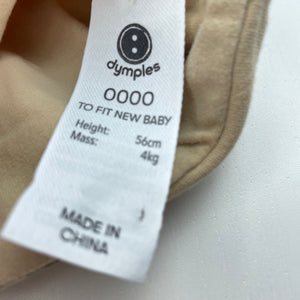 dymples
0000
TO FIT NEW BABY
Height: 56cm
Mass: 4kg
MADE IN
CHINA